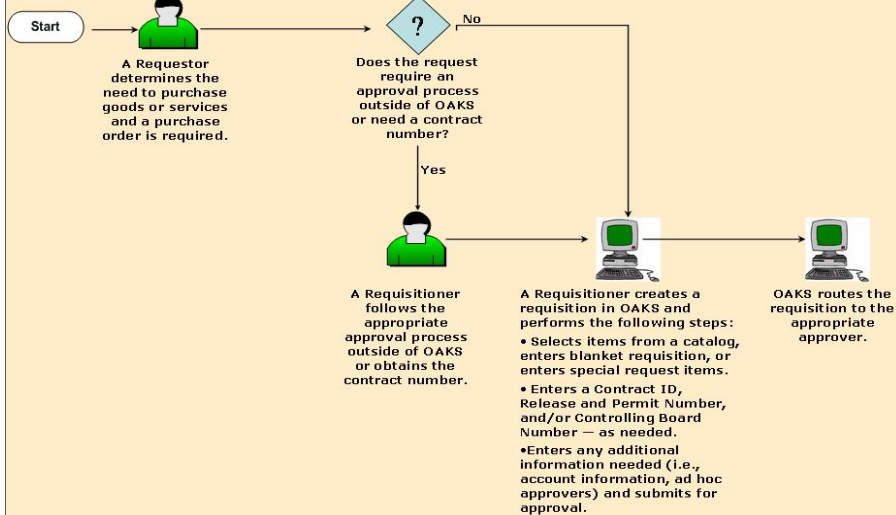 Start
A Requestor
determines the
need to purchase
goods or services
and a purchase
order is required.
?
No
Does the request
require an
approval process
outside of OAKS
or need a contract
number?
Yes
A Requisitioner
follows the
appropriate
approval process
outside of OAKS
or obtains the
contract number.
A Requisitioner creates a
requisition in OAKS and
performs the following steps:
• Selects items from a catalog,
enters blanket requisition, or
enters special request items.
• Enters a Contract ID,
Release and Permit Number,
and/or Controlling Board
Number — as needed.
•Enters any additional
information needed (i.e.,
account information, ad hoc
approvers) and submits for
approval.
OAKS routes the
requisition to the
appropriate
approver.